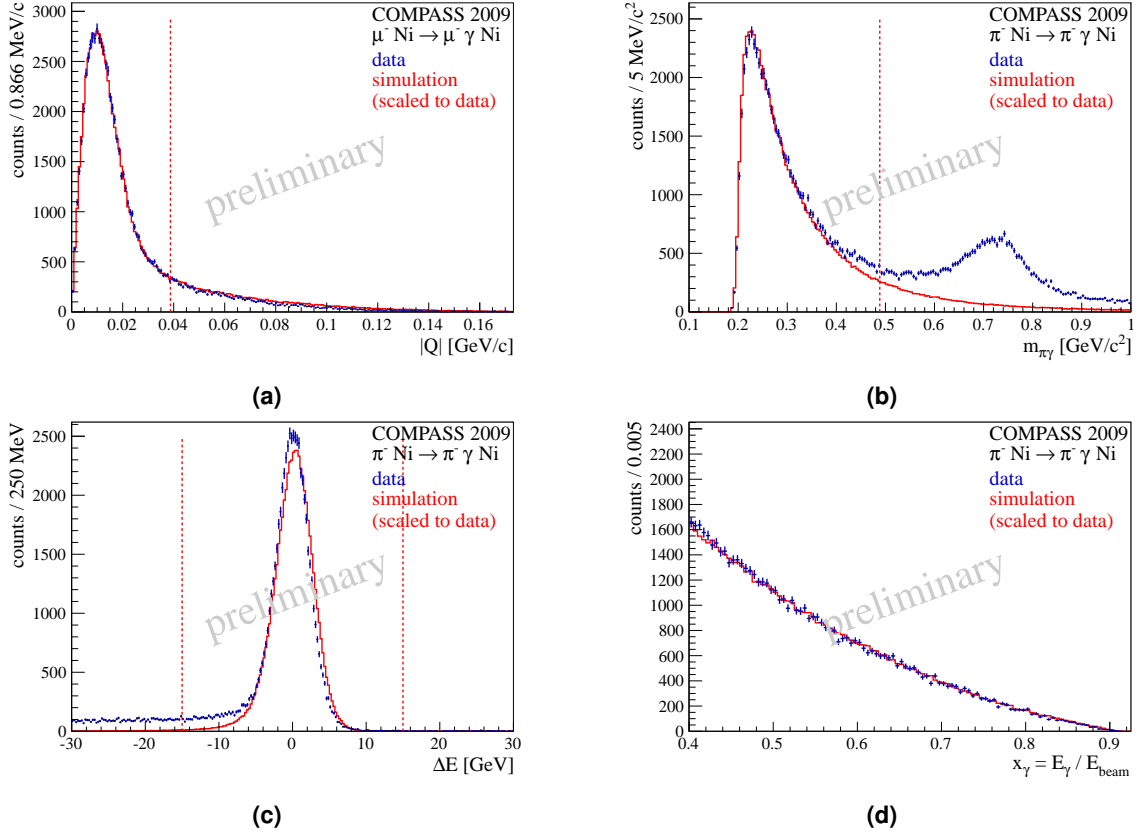 counts / 0.866 MeV/c
3000
2500
2000
1500
1000
500
0
COMPASS 2009
μ⁻ Ni → μ⁻ γ Ni
data
simulation
(scaled to data)
preliminary
0 0.02 0.04 0.06 0.08 0.1 0.12 0.14 0.16
|Q| [GeV/c]
(a)
counts / 5 MeV/c²
2500
2000
1500
1000
500
0
COMPASS 2009
π⁻ Ni → π⁻ γ Ni
data
simulation
(scaled to data)
preliminary
0.1 0.2 0.3 0.4 0.5 0.6 0.7 0.8 0.9 1
m_πγ [GeV/c²]
(b)
counts / 250 MeV
2500
2000
1500
1000
500
0
COMPASS 2009
π⁻ Ni → π⁻ γ Ni
data
simulation
(scaled to data)
preliminary
-30 -20 -10 0 10 20 30
ΔE [GeV]
(c)
counts / 0.005
2400
2200
2000
1800
1600
1400
1200
1000
800
600
400
200
0
COMPASS 2009
π⁻ Ni → π⁻ γ Ni
data
simulation
(scaled to data)
preliminary
0.4 0.5 0.6 0.7 0.8 0.9
x_γ = E_γ / E_beam
(d)